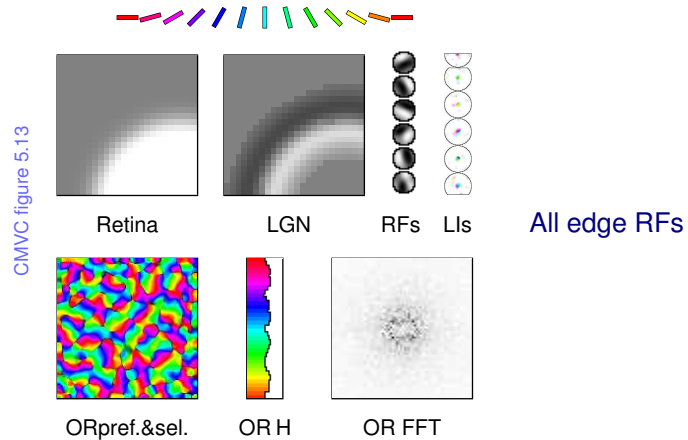 CMVC figure 5.13
Retina
LGN
RFs
LIs
All edge RFs
ORpref.&sel.
OR H
OR FFT